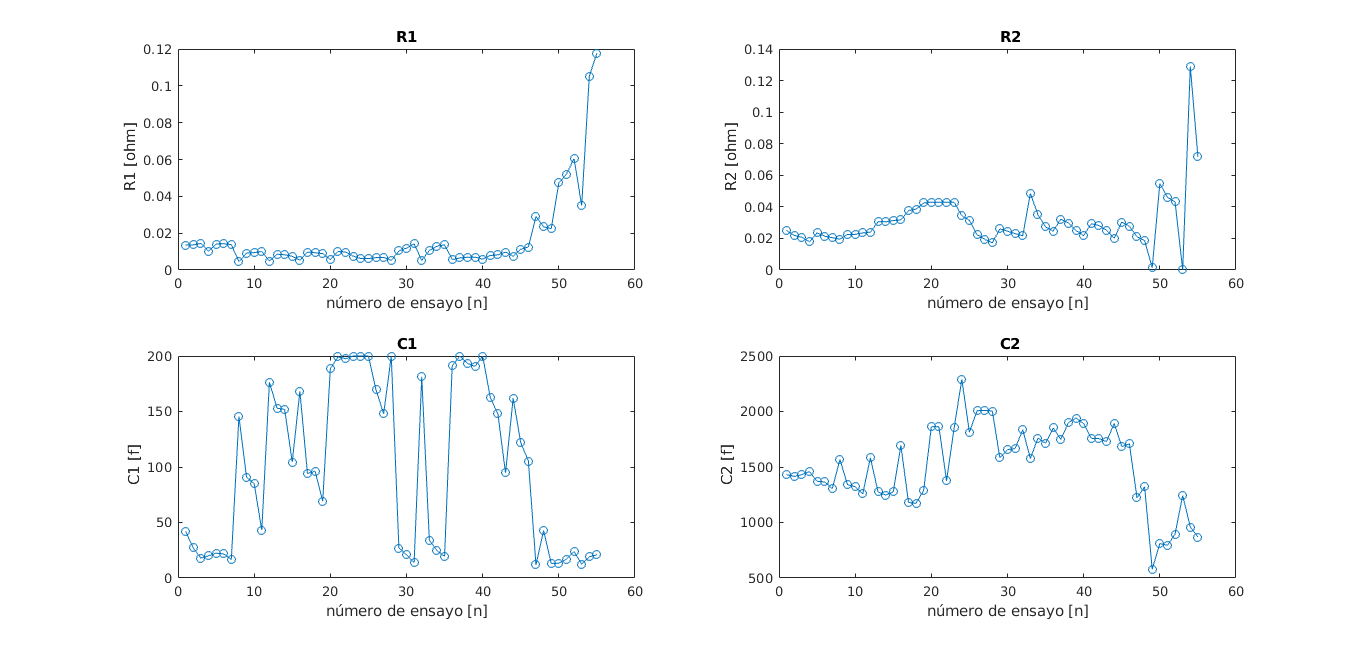 R1
0.12
0.1
0.08
0.06
0.04
0.02
0
R1 [ohm]
0 10 20 30 40 50 60
número de ensayo [n]
R2
0.14
0.12
0.1
0.08
0.06
0.04
0.02
0
R2 [ohm]
0 10 20 30 40 50 60
número de ensayo [n]
C1
200
150
100
50
0
C1 [f]
0 10 20 30 40 50 60
número de ensayo [n]
C2
2500
2000
1500
1000
500
C2 [f]
0 10 20 30 40 50 60
número de ensayo [n]